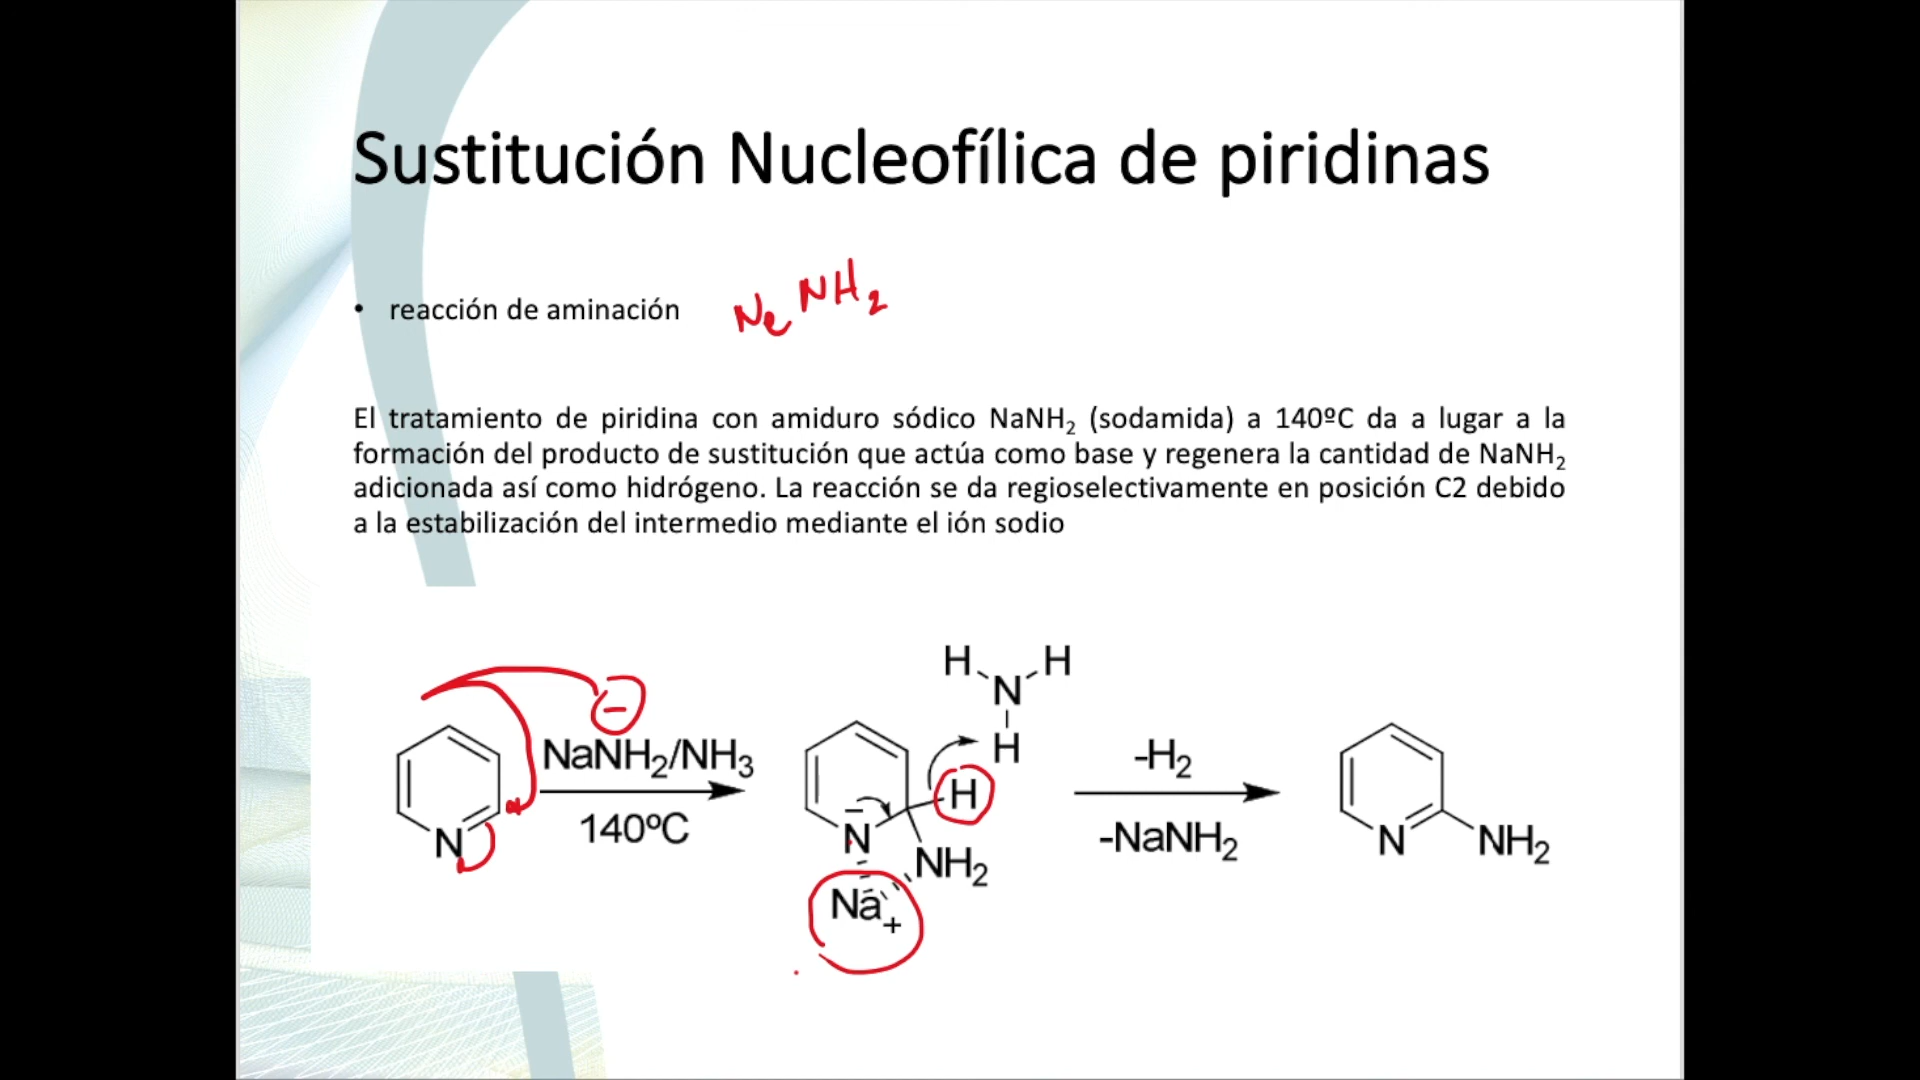 Sustitución Nucleofílica de piridinas
• reacción de aminación
NH₂
El tratamiento de piridina con amiduro sódico NaNH₂ (sodamida) a 140ºC da a lugar a la
formación del producto de sustitución que actúa como base y regenera la cantidad de NaNH₂
adicionada así como hidrógeno. La reacción se da regioselectivamente en posición C2 debido
a la estabilización del intermedio mediante el ión sodio
H H
N
H
−
NaNH₂/NH₃
-H₂
H
140ºC
-NaNH₂
N
−
N
NH₂
N
NH₂
Na
+